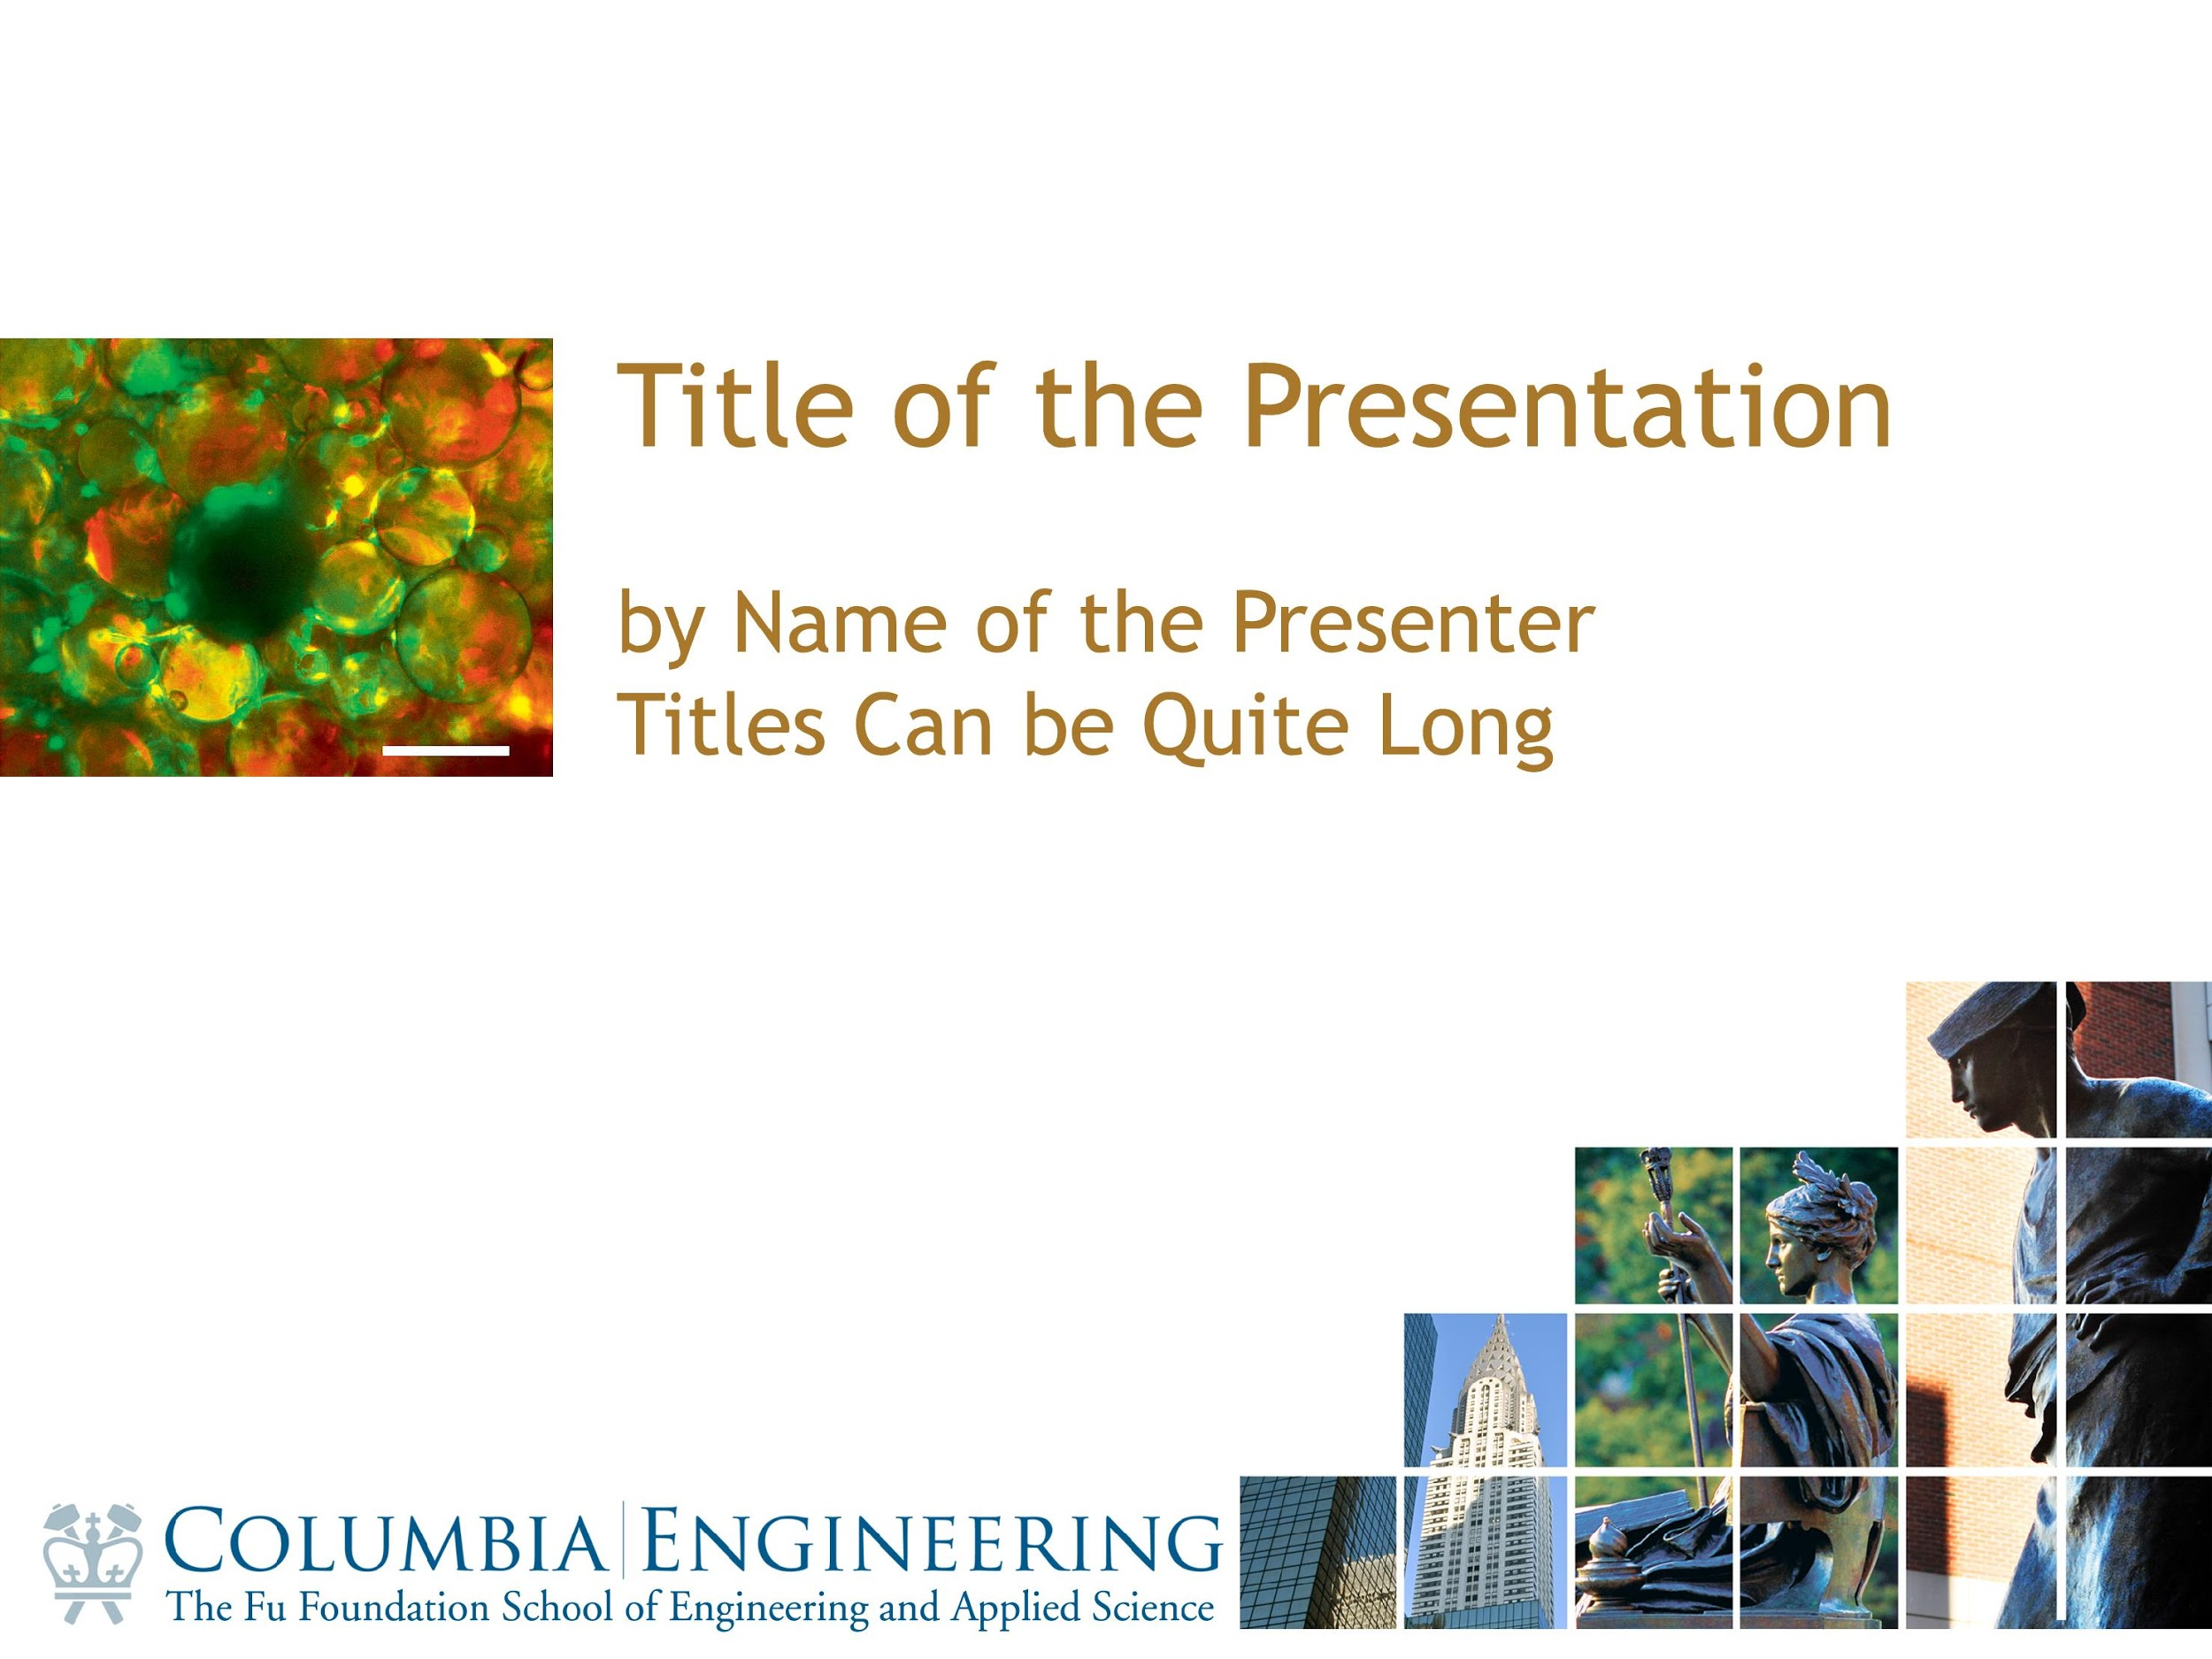 Title of the Presentation
by Name of the Presenter
Titles Can be Quite Long
COLUMBIA | ENGINEERING
The Fu Foundation School of Engineering and Applied Science